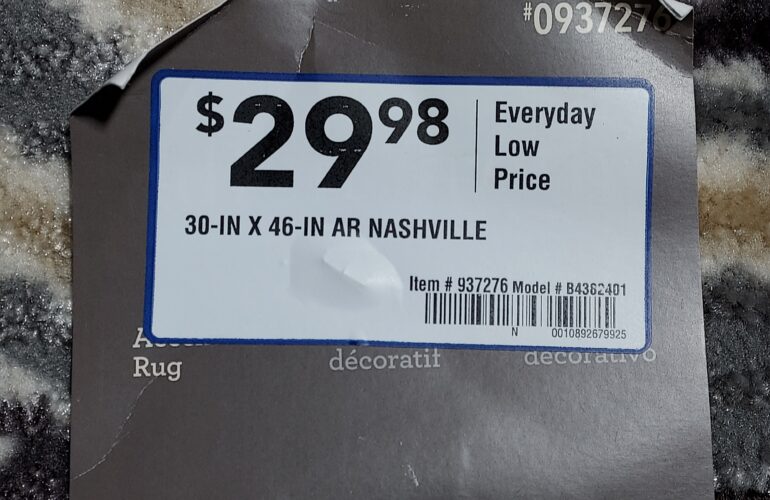 #0937276
$29 98
Everyday
Low
Price
30-IN X 46-IN AR NASHVILLE
Item # 937276 Model # B4362401
N 0010892679925
Rug
décoratif
decorativo